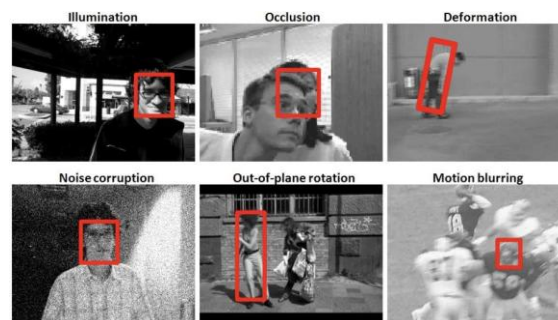 Illumination
Occlusion
Deformation
Noise corruption
Out-of-plane rotation
Motion blurring